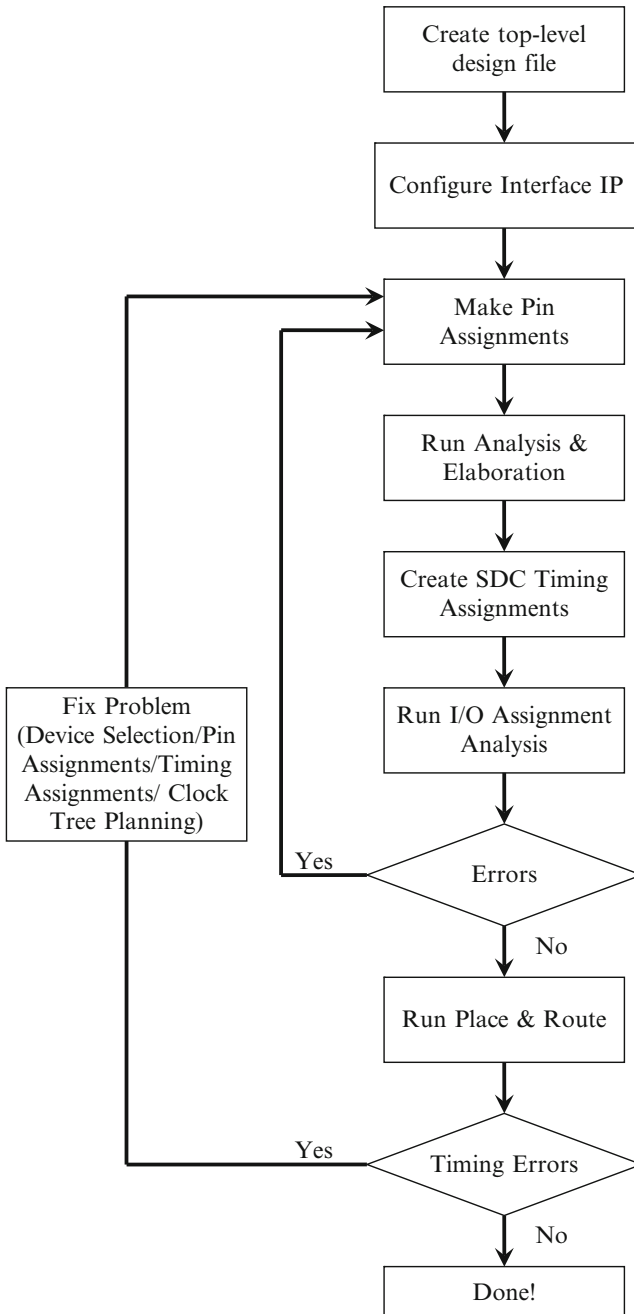 Create top-level
design file
Configure Interface IP
Make Pin
Assignments
Run Analysis &
Elaboration
Create SDC Timing
Assignments
Fix Problem
(Device Selection/Pin
Assignments/Timing
Assignments/ Clock
Tree Planning)
Run I/O Assignment
Analysis
Yes
Errors
No
Run Place & Route
Yes
Timing Errors
No
Done!